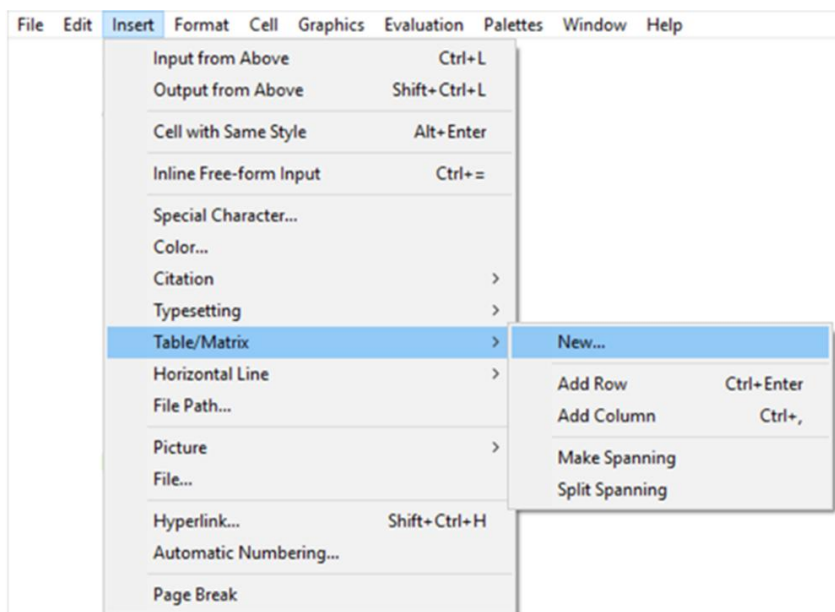 File Edit Insert Format Cell Graphics Evaluation Palettes Window Help
Input from Above Ctrl+L
Output from Above Shift+Ctrl+L
Cell with Same Style Alt+Enter
Inline Free-form Input Ctrl+=
Special Character...
Color...
Citation >
Typesetting >
Table/Matrix >
Horizontal Line >
File Path...
Picture >
File...
Hyperlink... Shift+Ctrl+H
Automatic Numbering...
Page Break
New...
Add Row Ctrl+Enter
Add Column Ctrl+,
Make Spanning
Split Spanning